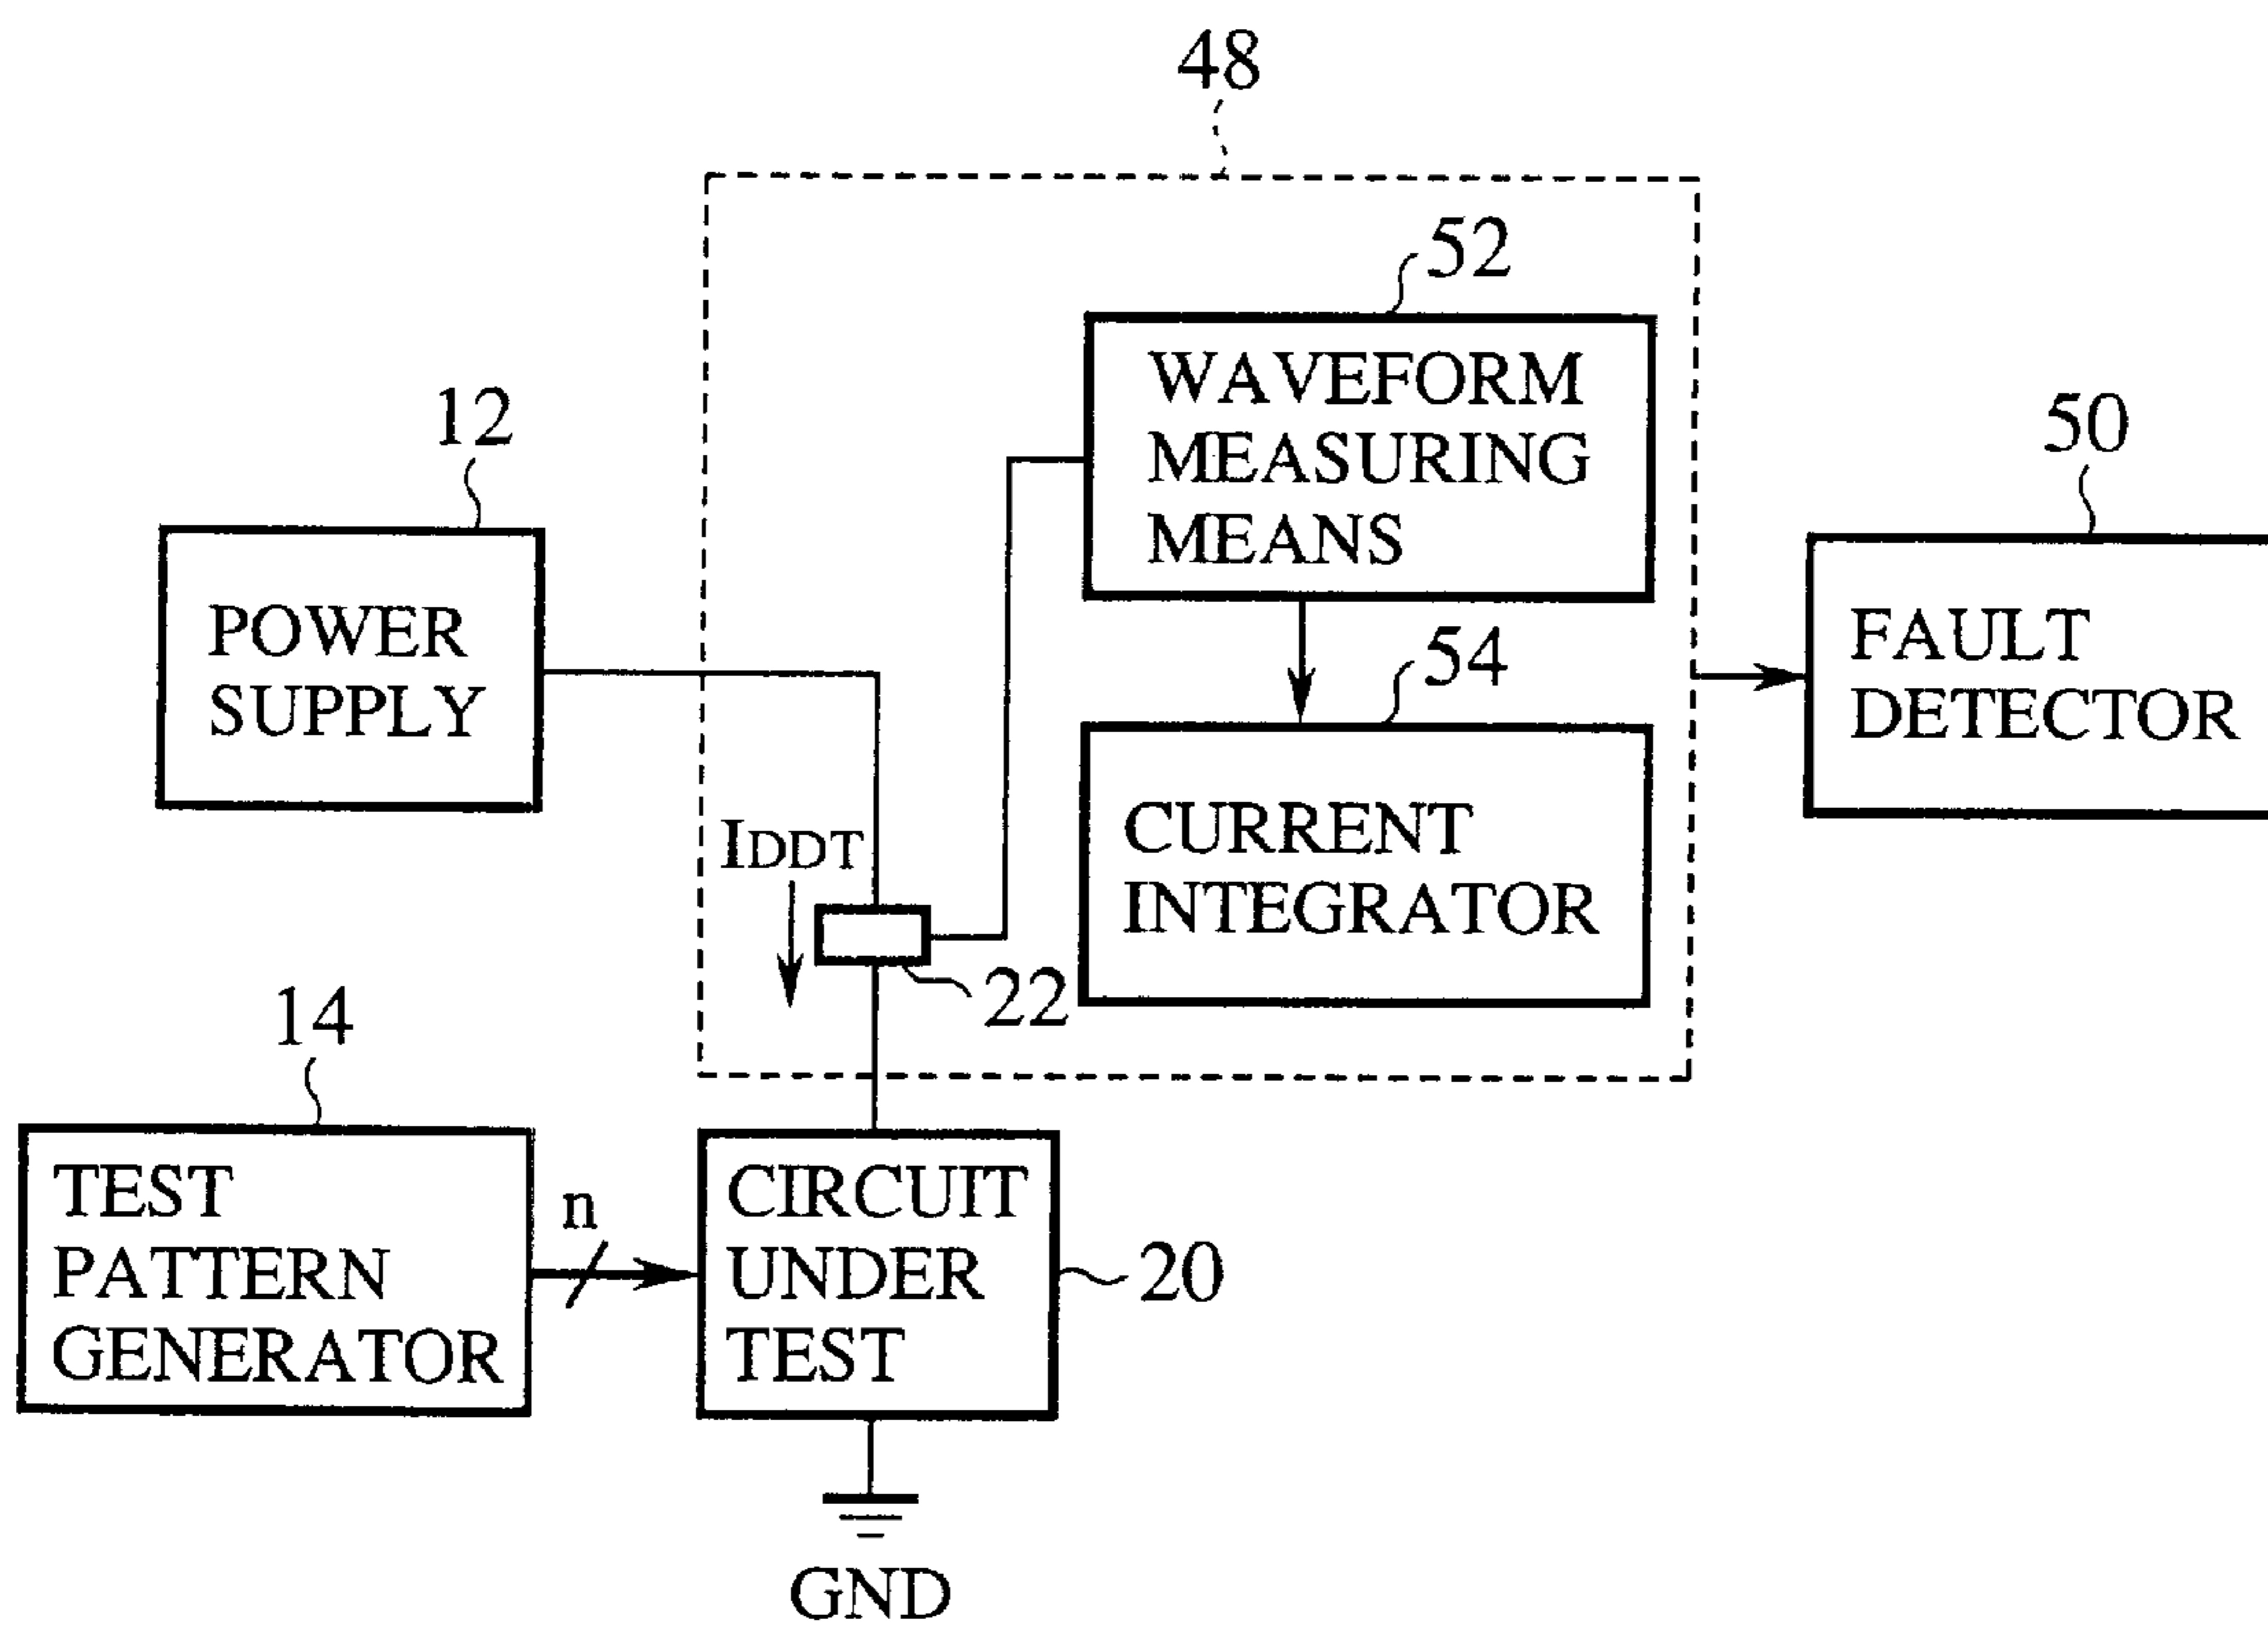 48
52
WAVEFORM
MEASURING
MEANS
12
POWER
SUPPLY
50
FAULT
DETECTOR
54
CURRENT
INTEGRATOR
IDDT
22
14
TEST
PATTERN
GENERATOR
n
CIRCUIT
UNDER
TEST
20
GND